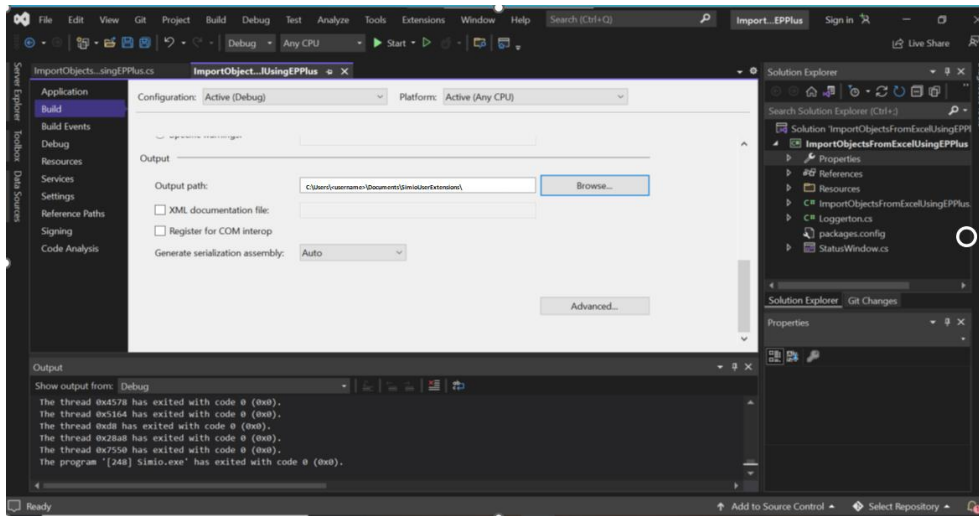 File Edit View Git Project Build Debug Test Analyze Tools Extensions Window Help Search (Ctrl+Q) Import...EPPlus Sign in
Debug Any CPU Start Live Share
Server Explorer
Toolbox
Data Sources
ImportObjects...singEPPlus.cs ImportObject...lUsingEPPlus
Application
Build
Build Events
Debug
Resources
Services
Settings
Reference Paths
Signing
Code Analysis
Configuration: Active (Debug) Platform: Active (Any CPU)
Output
Output path: C:\Users\<username>\Documents\SimioUserExtensions\ Browse...
XML documentation file:
Register for COM interop
Generate serialization assembly: Auto
Advanced...
Solution Explorer
Search Solution Explorer (Ctrl+;)
Solution 'ImportObjectsFromExcelUsingEPPl
ImportObjectsFromExcelUsingEPPlus
Properties
References
Resources
C# ImportObjectsFromExcelUsingEPPlus.
C# Loggerton.cs
packages.config
StatusWindow.cs
Solution Explorer Git Changes
Properties
Output
Show output from: Debug
The thread 0x4578 has exited with code 0 (0x0).
The thread 0x5164 has exited with code 0 (0x0).
The thread 0xd8 has exited with code 0 (0x0).
The thread 0x28a8 has exited with code 0 (0x0).
The thread 0x7550 has exited with code 0 (0x0).
The program '[248] Simio.exe' has exited with code 0 (0x0).
Ready Add to Source Control Select Repository